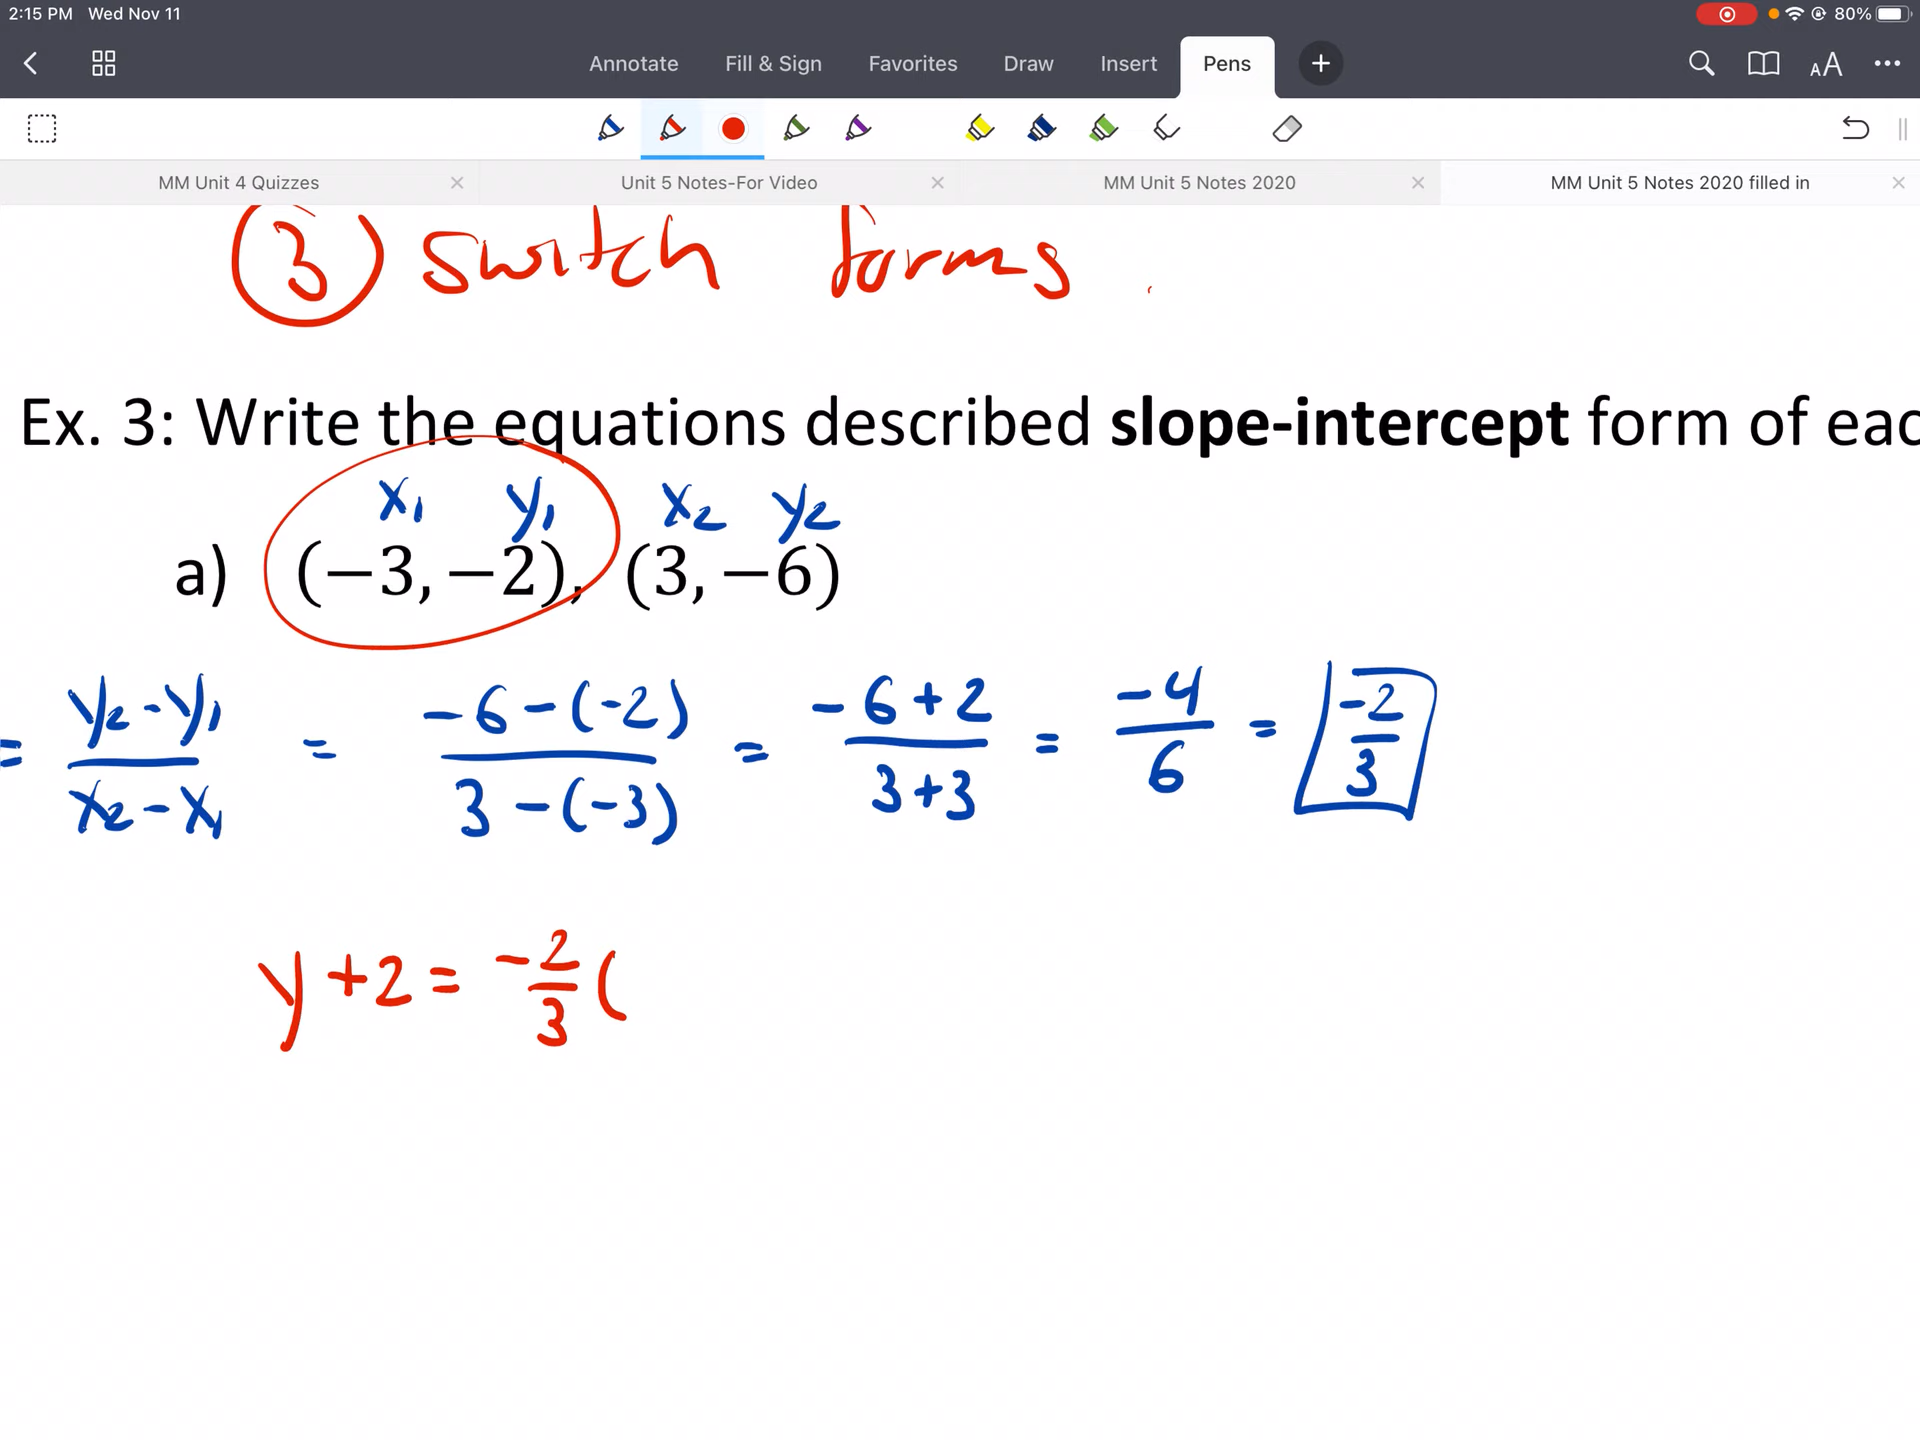 2:15 PM Wed Nov 11 80%
Annotate Fill & Sign Favorites Draw Insert Pens +
AA
MM Unit 4 Quizzes × Unit 5 Notes-For Video × MM Unit 5 Notes 2020 × MM Unit 5 Notes 2020 filled in ×
③ switch forms .
Ex. 3: Write the equations described slope-intercept form of eac
x₁ y₁ x₂ y₂
a) (−3, −2), (3, −6)
= (y₂ - y₁)/(x₂ - x₁) = (-6-(-2))/(3-(-3)) = (-6+2)/(3+3) = -4/6 = -2/3
y + 2 = -2/3 (